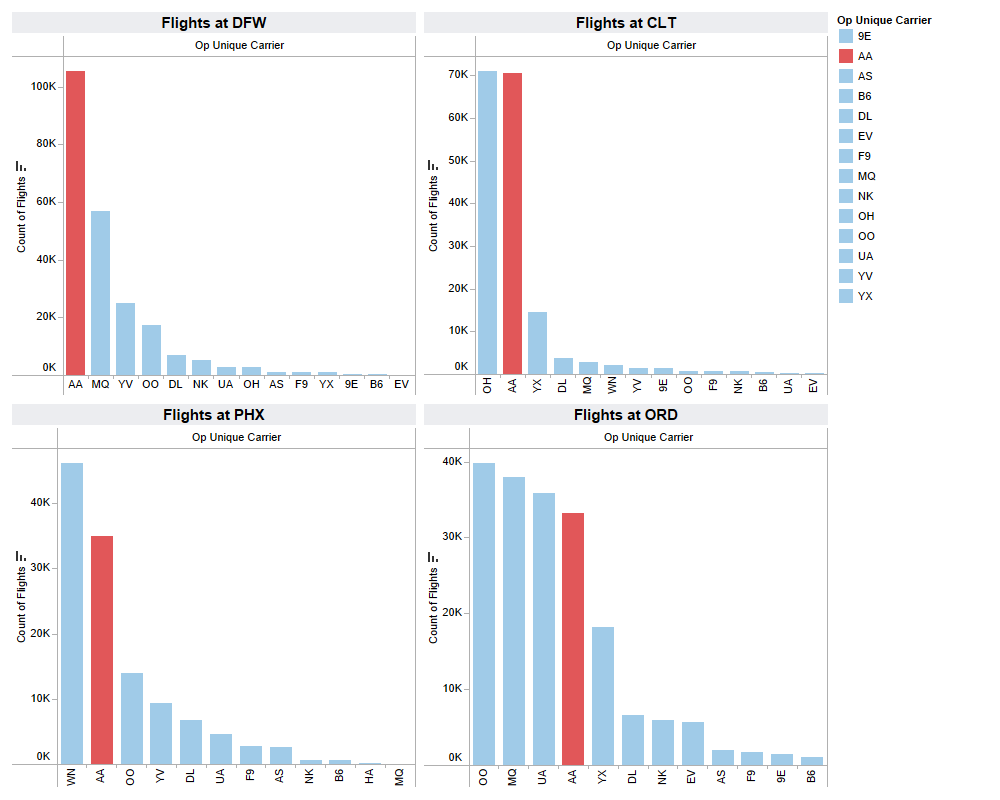 Flights at DFW
Op Unique Carrier
Count of Flights
100K
80K
60K
40K
20K
0K
AA MQ YV OO DL NK UA OH AS F9 YX 9E B6 EV
Flights at CLT
Op Unique Carrier
Count of Flights
70K
60K
50K
40K
30K
20K
10K
0K
OH AA YX DL MQ WN YV 9E OO F9 NK B6 UA EV
Op Unique Carrier
9E
AA
AS
B6
DL
EV
F9
MQ
NK
OH
OO
UA
YV
YX
Flights at PHX
Op Unique Carrier
Count of Flights
40K
30K
20K
10K
0K
WN AA OO YV DL UA F9 AS NK B6 HA MQ
Flights at ORD
Op Unique Carrier
Count of Flights
40K
30K
20K
10K
0K
OO MQ UA AA YX DL NK EV AS F9 9E B6